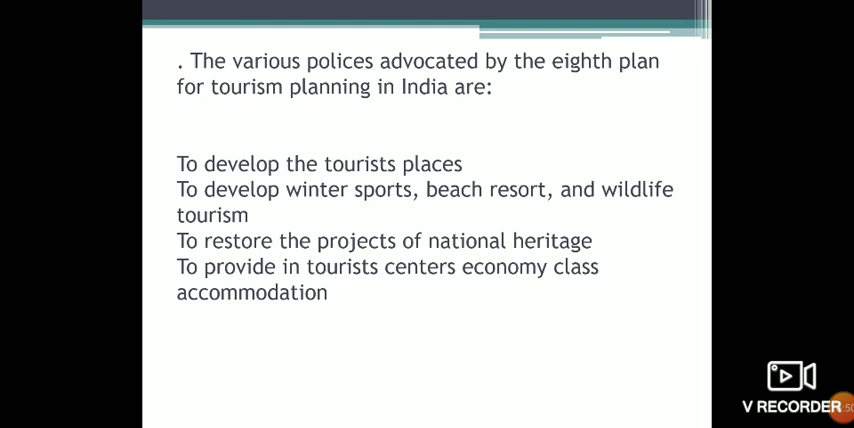 . The various polices advocated by the eighth plan
for tourism planning in India are:
To develop the tourists places
To develop winter sports, beach resort, and wildlife
tourism
To restore the projects of national heritage
To provide in tourists centers economy class
accommodation
V RECORDER